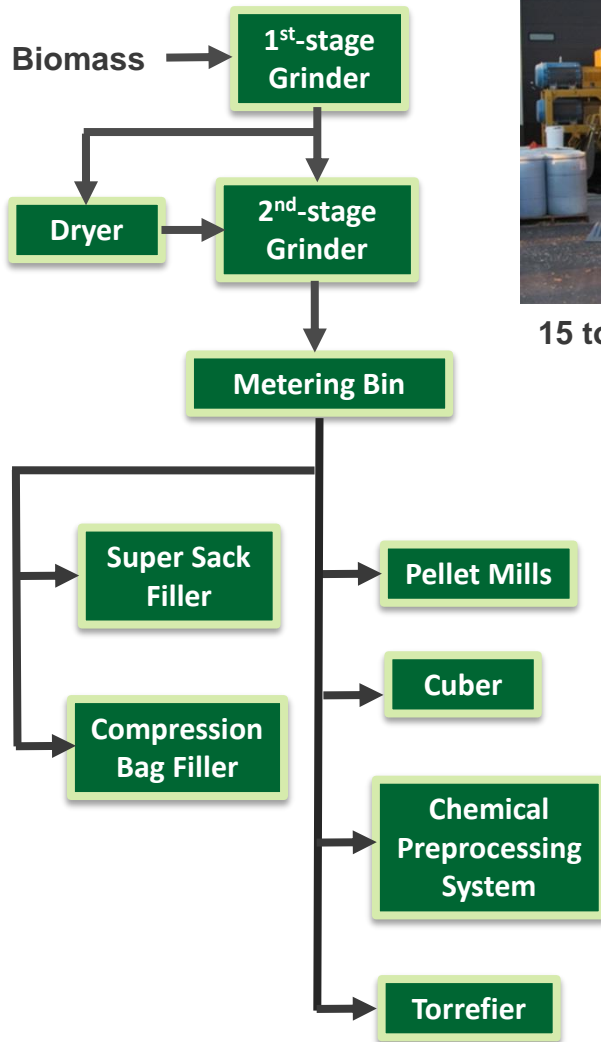 Biomass
1st-stage
Grinder
Dryer
2nd-stage
Grinder
15
Metering Bin
Super Sack
Filler
Pellet Mills
Cuber
Compression
Bag Filler
Chemical
Preprocessing
System
Torrefier